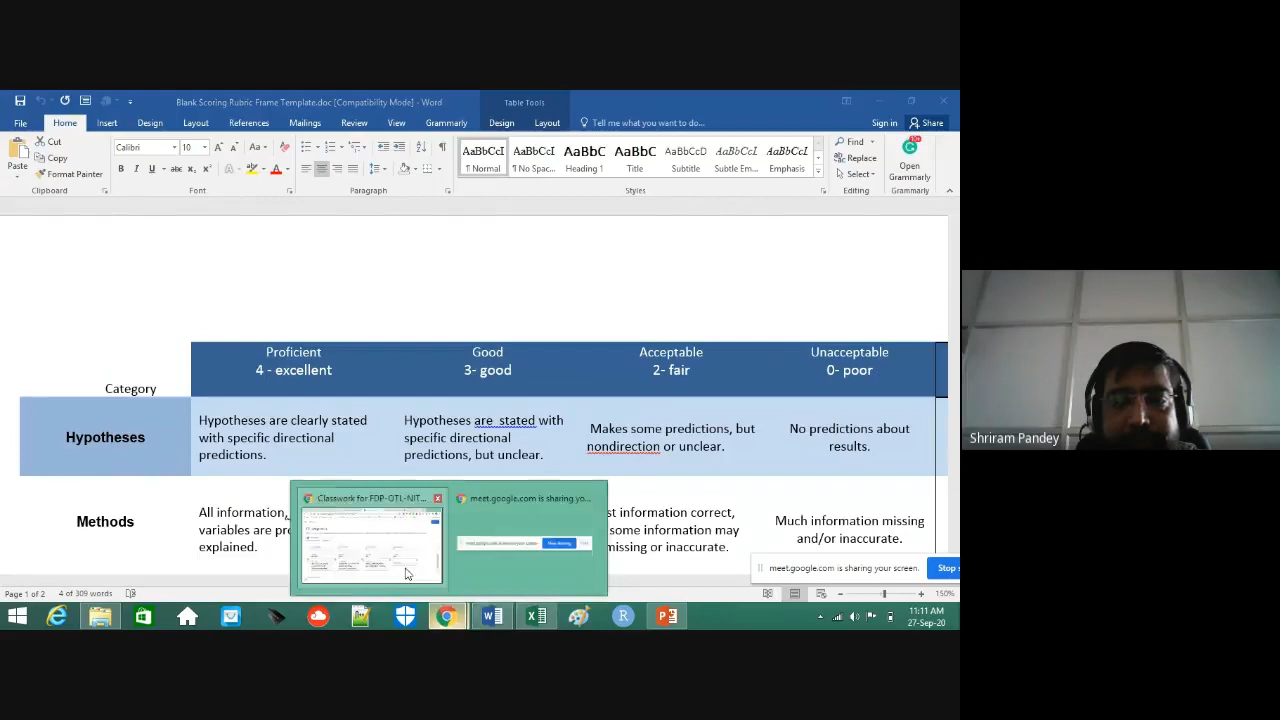 Blank Scoring Rubric Frame Template.doc [Compatibility Mode] - Word
Table Tools
File Home Insert Design Layout References Mailings Review View Grammarly Design Layout Tell me what you want to do... Sign in Share
Paste
Cut
Copy
Format Painter
Calibri 10
AaBbCcI AaBbCcI AaBbC AaBbC AaBbCcD AaBbCcI AaBbCcI
¶ Normal ¶ No Spac... Heading 1 Title Subtitle Subtle Em... Emphasis
Find
Replace
Select
Open
Grammarly
Clipboard Font Paragraph Styles Editing Grammarly
Category
Proficient
4 - excellent
Good
3- good
Acceptable
2- fair
Unacceptable
0- poor
Hypotheses
Hypotheses are clearly stated
with specific directional
predictions.
Hypotheses are stated with
specific directional
predictions, but unclear.
Makes some predictions, but
nondirection or unclear.
No predictions about
results.
Methods
All information,
variables are pr
explained.
st information correct,
some information may
missing or inaccurate.
Much information missing
and/or inaccurate.
Classwork for FDP-OTL-NIT...
meet.google.com is sharing yo...
meet.google.com is sharing your screen.
Stop s
Page 1 of 2 4 of 309 words
150%
11:11 AM
27-Sep-20
Shriram Pandey